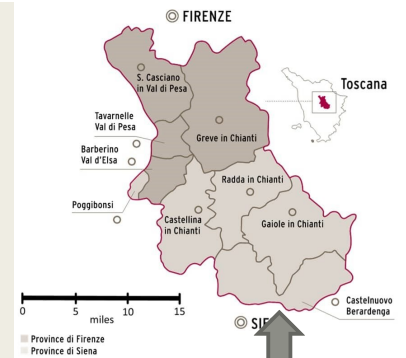 FIRENZE
S. Casciano
in Val di Pesa
Toscana
Tavarnelle
Val di Pesa
Greve in Chianti
Barberino
Val d'Elsa
Radda in Chianti
Poggibonsi
Castellina
in Chianti
Gaiole in Chianti
Castelnuovo
Berardenga
0 5 10 15
miles
Province di Firenze
Province di Siena